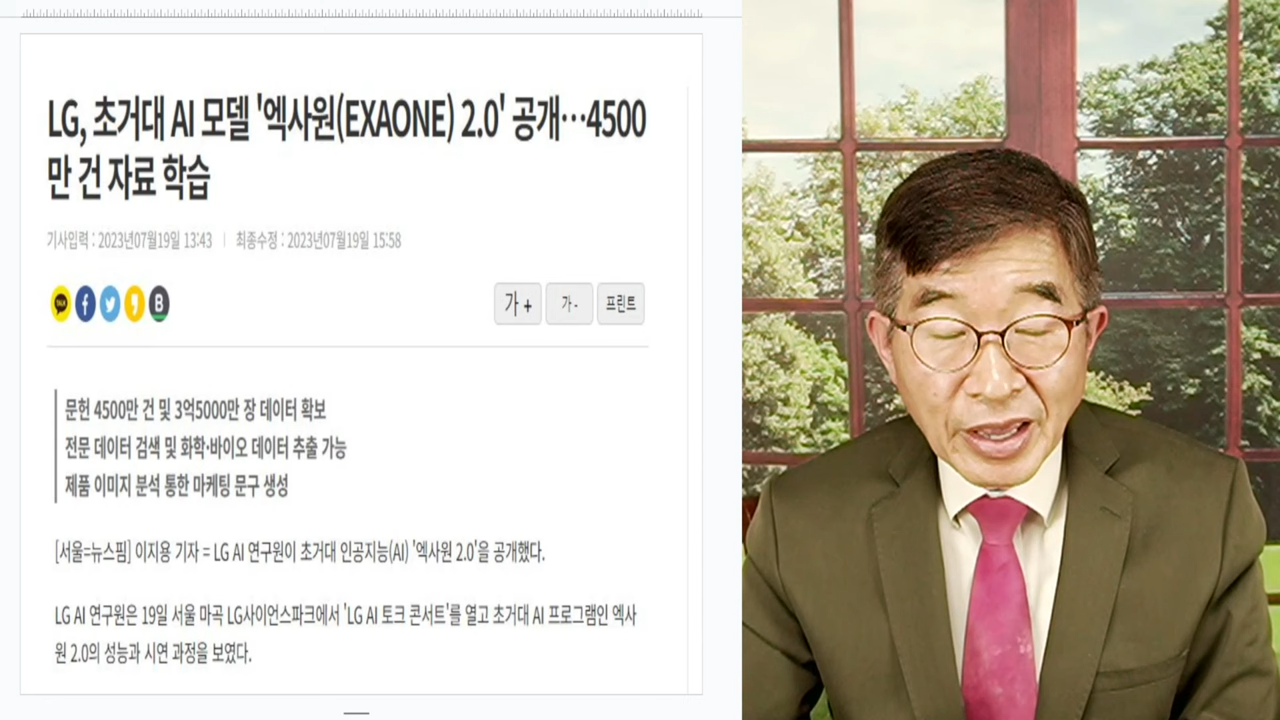 LG, 초거대 AI 모델 '엑사원(EXAONE) 2.0' 공개…4500
만 건 자료 학습
기사입력 : 2023년07월19일 13:43 | 최종수정 : 2023년07월19일 15:58
TALK f B
가 + 가 - 프린트
문헌 4500만 건 및 3억5000만 장 데이터 확보
전문 데이터 검색 및 화학·바이오 데이터 추출 가능
제품 이미지 분석 통한 마케팅 문구 생성
[서울=뉴스핌] 이지용 기자 = LG AI 연구원이 초거대 인공지능(AI) '엑사원 2.0'을 공개했다.
LG AI 연구원은 19일 서울 마곡 LG사이언스파크에서 'LG AI 토크 콘서트'를 열고 초거대 AI 프로그램인 엑사
원 2.0의 성능과 시연 과정을 보였다.